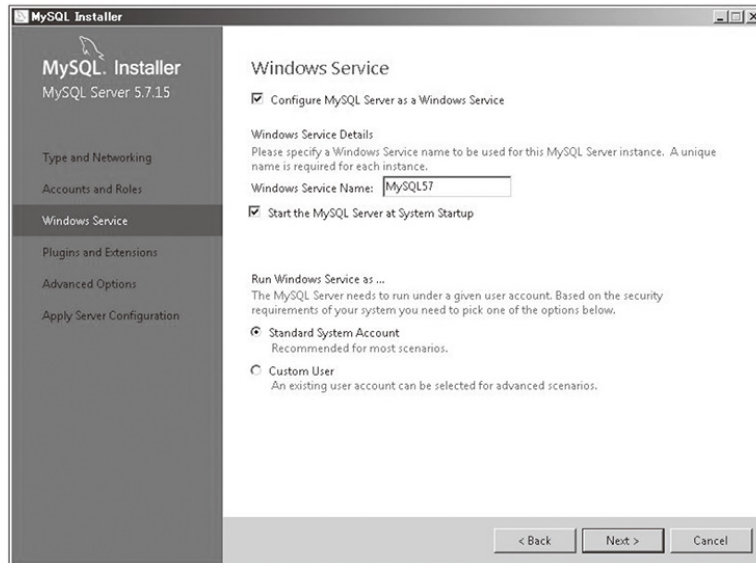 MySQL Installer
MySQL. Installer
MySQL Server 5.7.15
Type and Networking
Accounts and Roles
Windows Service
Plugins and Extensions
Advanced Options
Apply Server Configuration
Windows Service
Configure MySQL Server as a Windows Service
Windows Service Details
Please specify a Windows Service name to be used for this MySQL Server instance. A unique
name is required for each instance.
Windows Service Name: MySQL57
Start the MySQL Server at System Startup
Run Windows Service as ...
The MySQL Server needs to run under a given user account. Based on the security
requirements of your system you need to pick one of the options below.
Standard System Account
Recommended for most scenarios.
Custom User
An existing user account can be selected for advanced scenarios.
< Back
Next >
Cancel